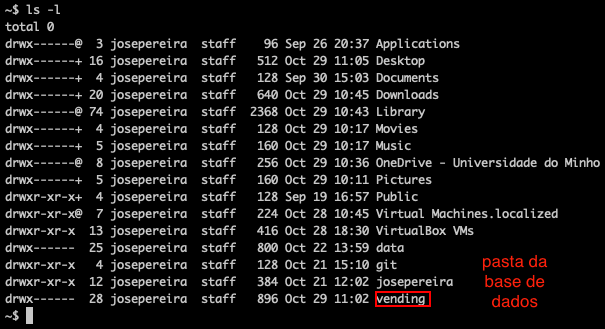 ~$ ls -l
total 0
drwx------@  3 josepereira  staff    96 Sep 26 20:37 Applications
drwx------+ 16 josepereira  staff   512 Oct 29 11:05 Desktop
drwx------+  4 josepereira  staff   128 Sep 30 15:03 Documents
drwx------+ 20 josepereira  staff   640 Oct 29 10:45 Downloads
drwx------@ 74 josepereira  staff  2368 Oct 29 10:43 Library
drwx------+  4 josepereira  staff   128 Oct 29 10:17 Movies
drwx------+  5 josepereira  staff   160 Oct 29 10:17 Music
drwx------@  8 josepereira  staff   256 Oct 29 10:36 OneDrive - Universidade do Minho
drwx------+  5 josepereira  staff   160 Oct 29 10:11 Pictures
drwxr-xr-x+  4 josepereira  staff   128 Sep 19 16:57 Public
drwxr-xr-x@  7 josepereira  staff   224 Oct 28 10:45 Virtual Machines.localized
drwxr-xr-x  13 josepereira  staff   416 Oct 28 18:30 VirtualBox VMs
drwx------  25 josepereira  staff   800 Oct 22 13:59 data
drwxr-xr-x   4 josepereira  staff   128 Oct 21 15:10 git
drwxr-xr-x  12 josepereira  staff   384 Oct 21 12:02 josepereira
drwx------  28 josepereira  staff   896 Oct 29 11:02 vending
~$
pasta da
base de
dados